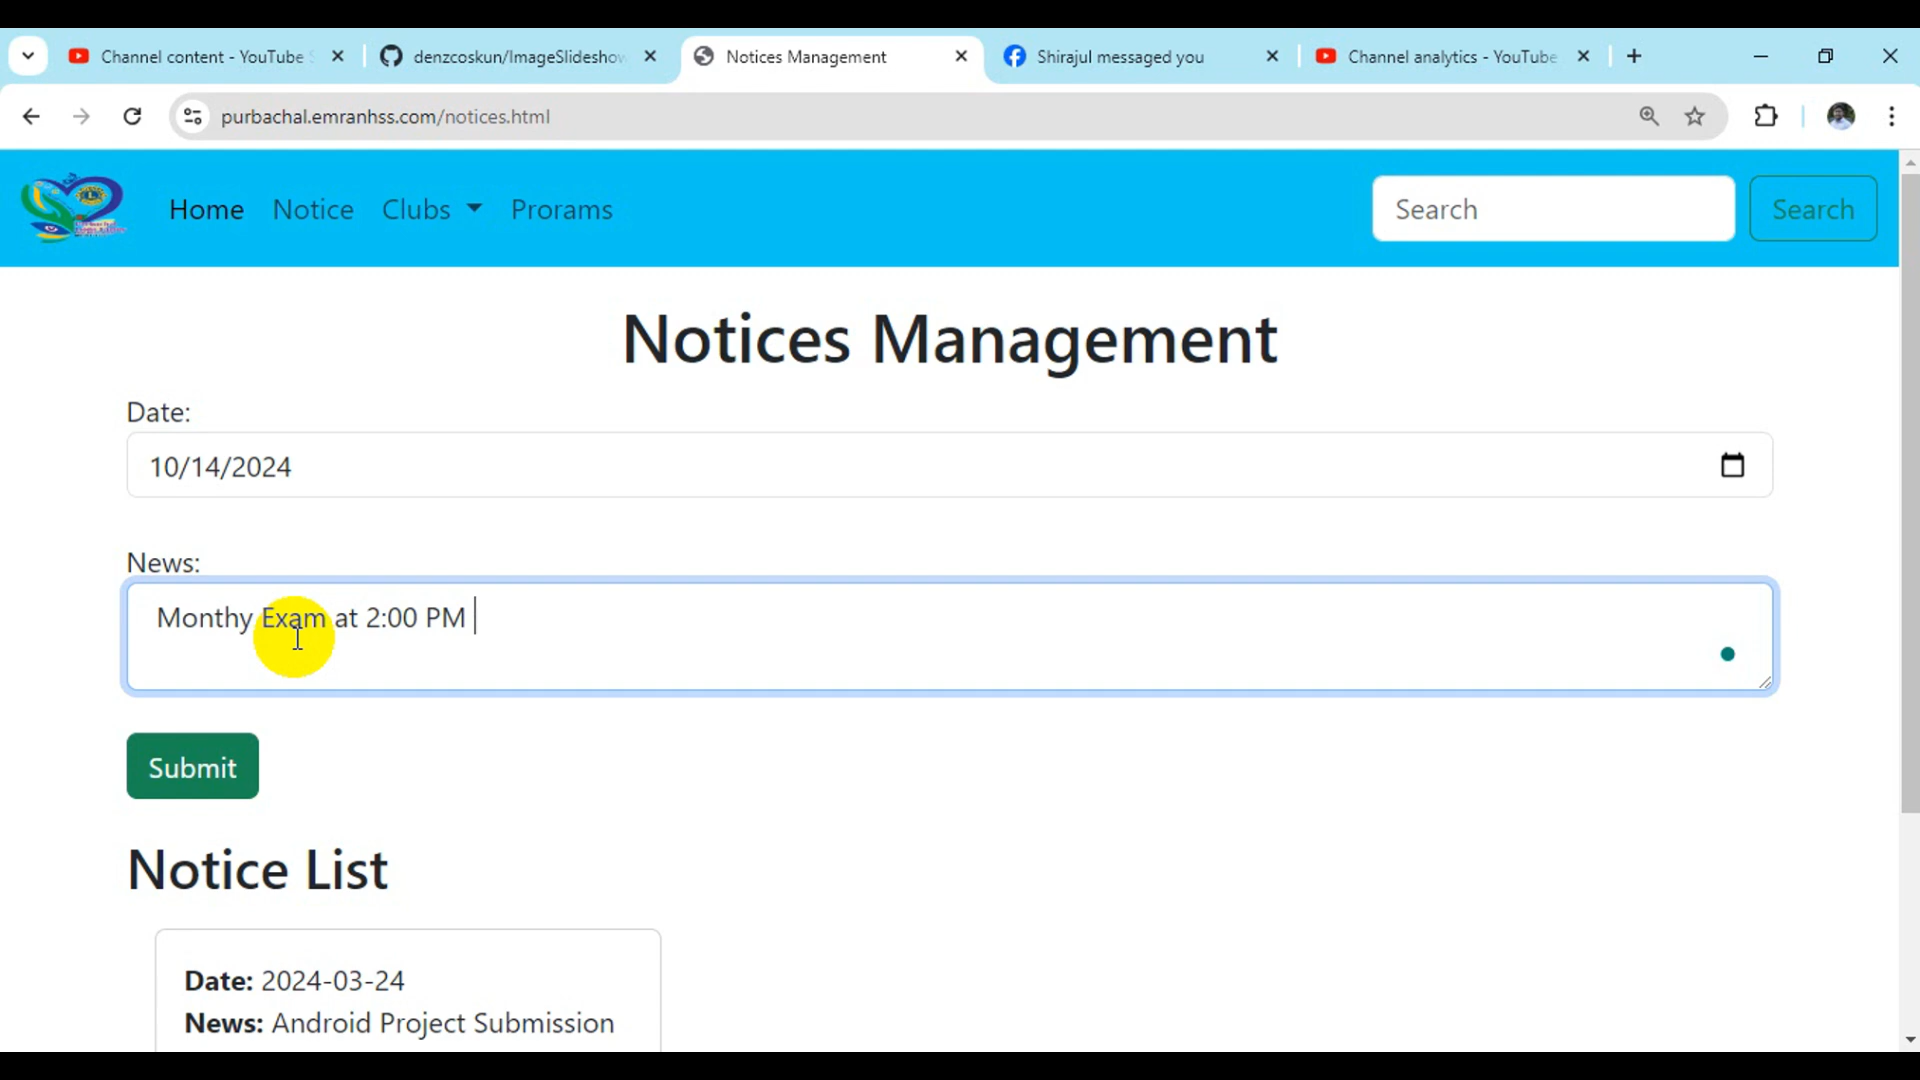 Channel content - YouTube S
denzcoskun/ImageSlideshow
Notices Management
Shirajul messaged you
Channel analytics - YouTube
purbachal.emranhss.com/notices.html
Home
Notice
Clubs
Prorams
Search
Search
Notices Management
Date:
10/14/2024
News:
Monthy Exam at 2:00 PM
Submit
Notice List
Date: 2024-03-24
News: Android Project Submission